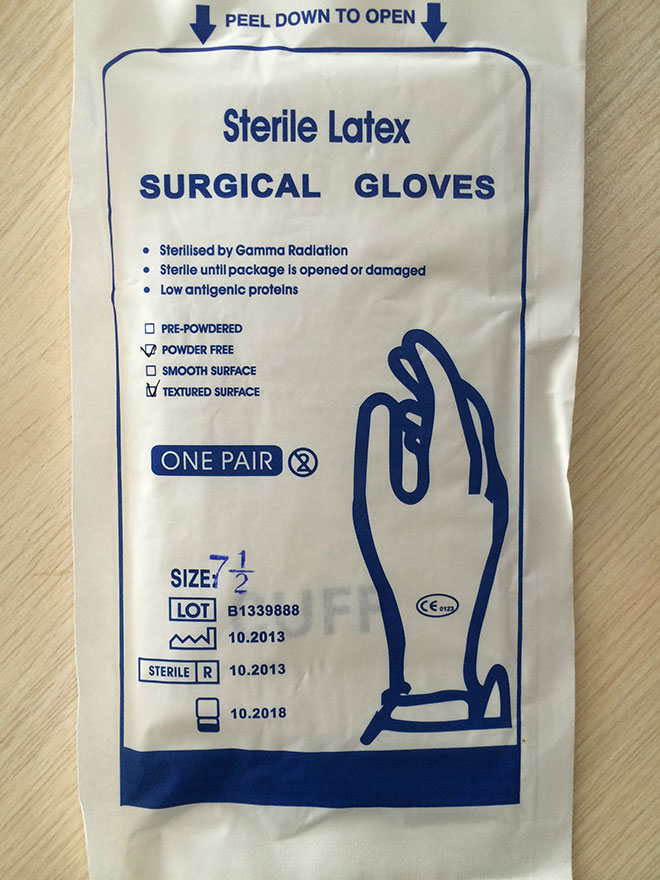 PEEL DOWN TO OPEN
Sterile Latex
SURGICAL GLOVES
• Sterilised by Gamma Radiation
• Sterile until package is opened or damaged
• Low antigenic proteins
PRE-POWDERED
POWDER FREE
SMOOTH SURFACE
TEXTURED SURFACE
ONE PAIR 2
SIZE: 7 1/2
LOT B1339888
10.2013
STERILE R 10.2013
10.2018
CE 0123
CUFF